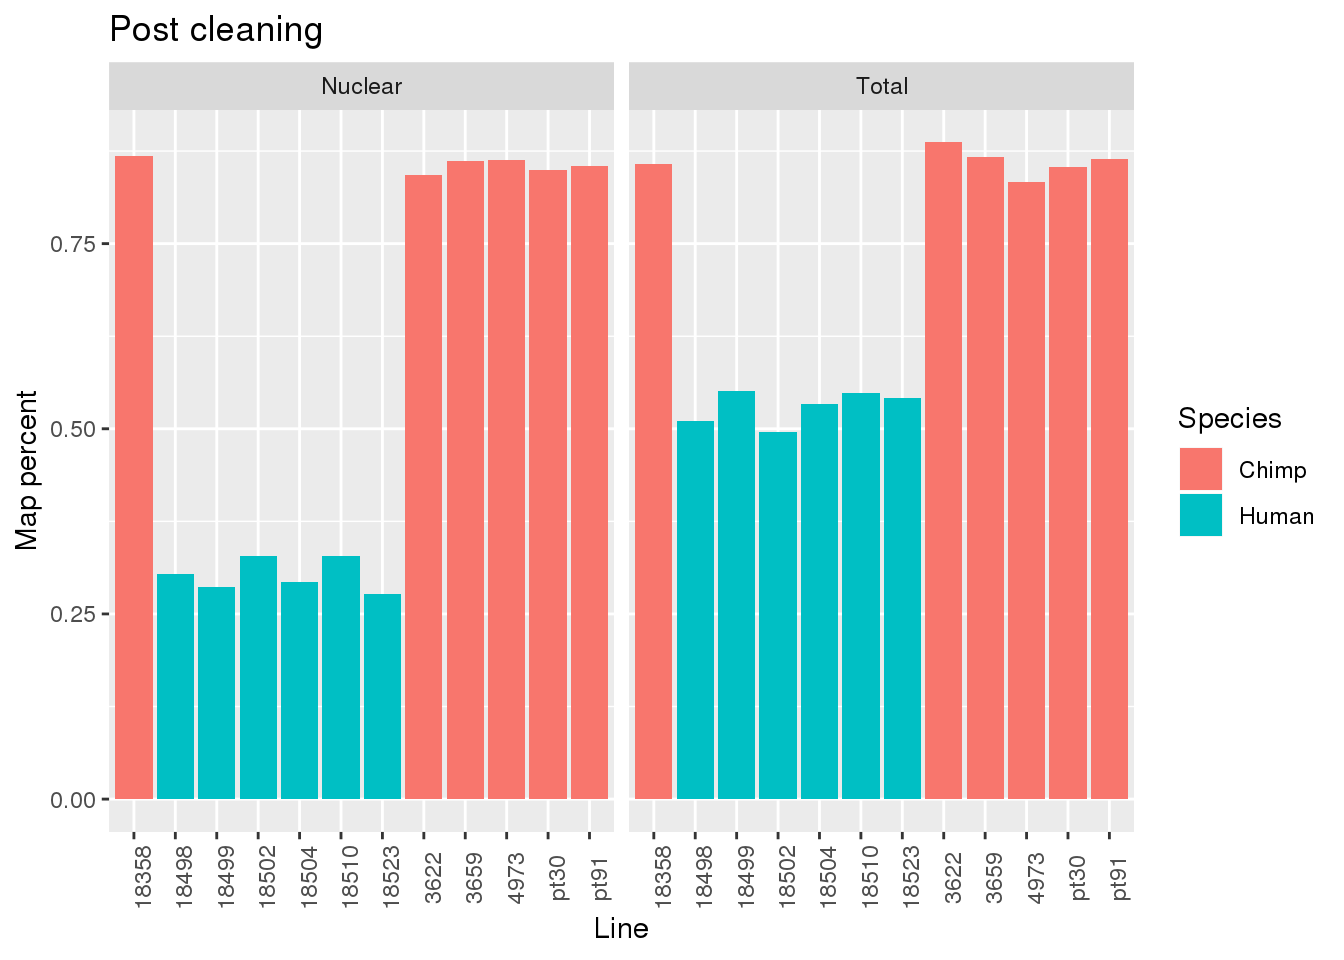 Post cleaning
Nuclear
Total
Map percent
0.75
0.50
0.25
0.00
18358
18498
18499
18502
18504
18510
18523
3622
3659
4973
pt30
pt91
18358
18498
18499
18502
18504
18510
18523
3622
3659
4973
pt30
pt91
Line
Species
Chimp
Human